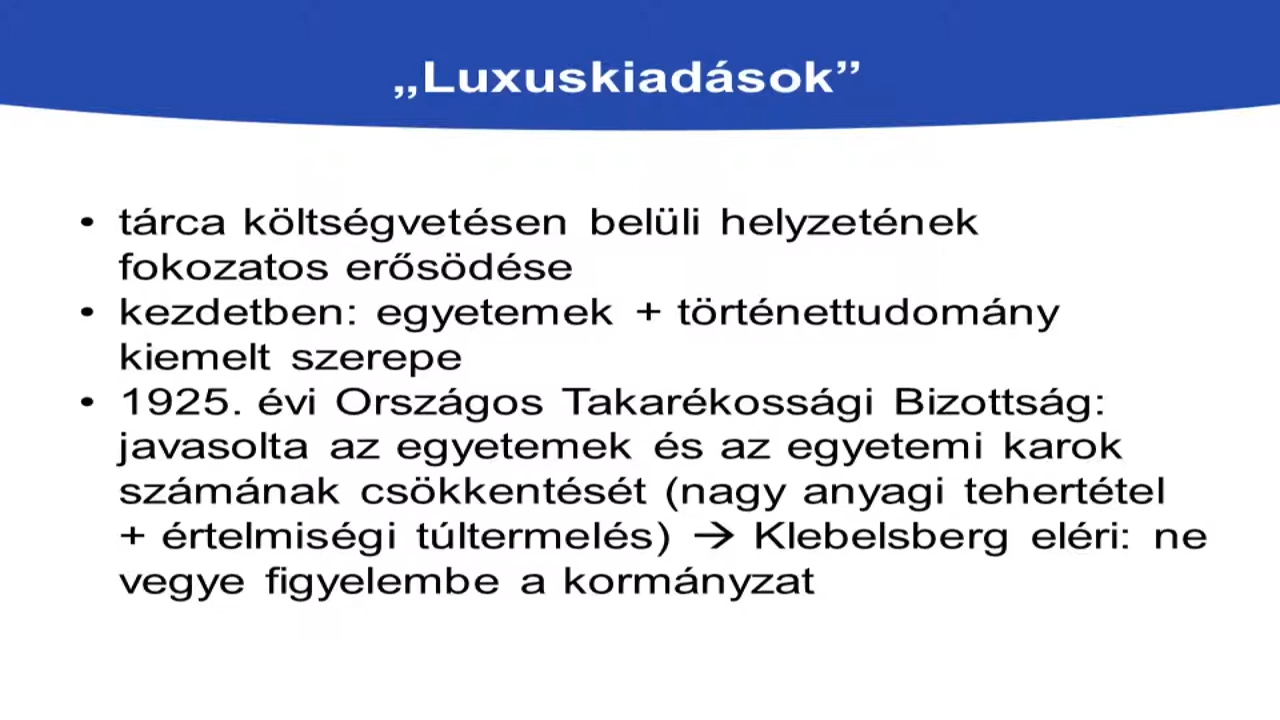 „Luxuskiadások”
• tárca költségvetésen belüli helyzetének
fokozatos erősödése
• kezdetben: egyetemek + történettudomány
kiemelt szerepe
• 1925. évi Országos Takarékossági Bizottság:
javasolta az egyetemek és az egyetemi karok
számának csökkentését (nagy anyagi tehertétel
+ értelmiségi túltermelés) → Klebelsberg eléri: ne
vegye figyelembe a kormányzat